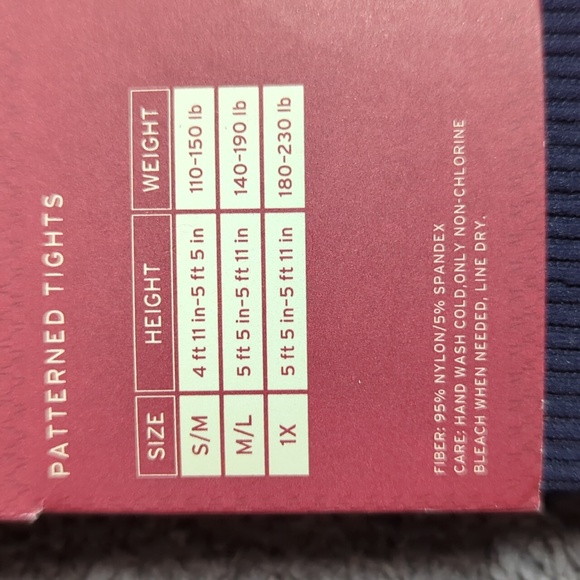 PATTERNED TIGHTS
SIZE HEIGHT WEIGHT
S/M 4 ft 11 in-5 ft 5 in 110-150 lb
M/L 5 ft 5 in-5 ft 11 in 140-190 lb
1X 5 ft 5 in-5 ft 11 in 180-230 lb
FIBER: 95% NYLON/5% SPANDEX
CARE: HAND WASH COLD,ONLY NON-CHLORINE
BLEACH WHEN NEEDED, LINE DRY.